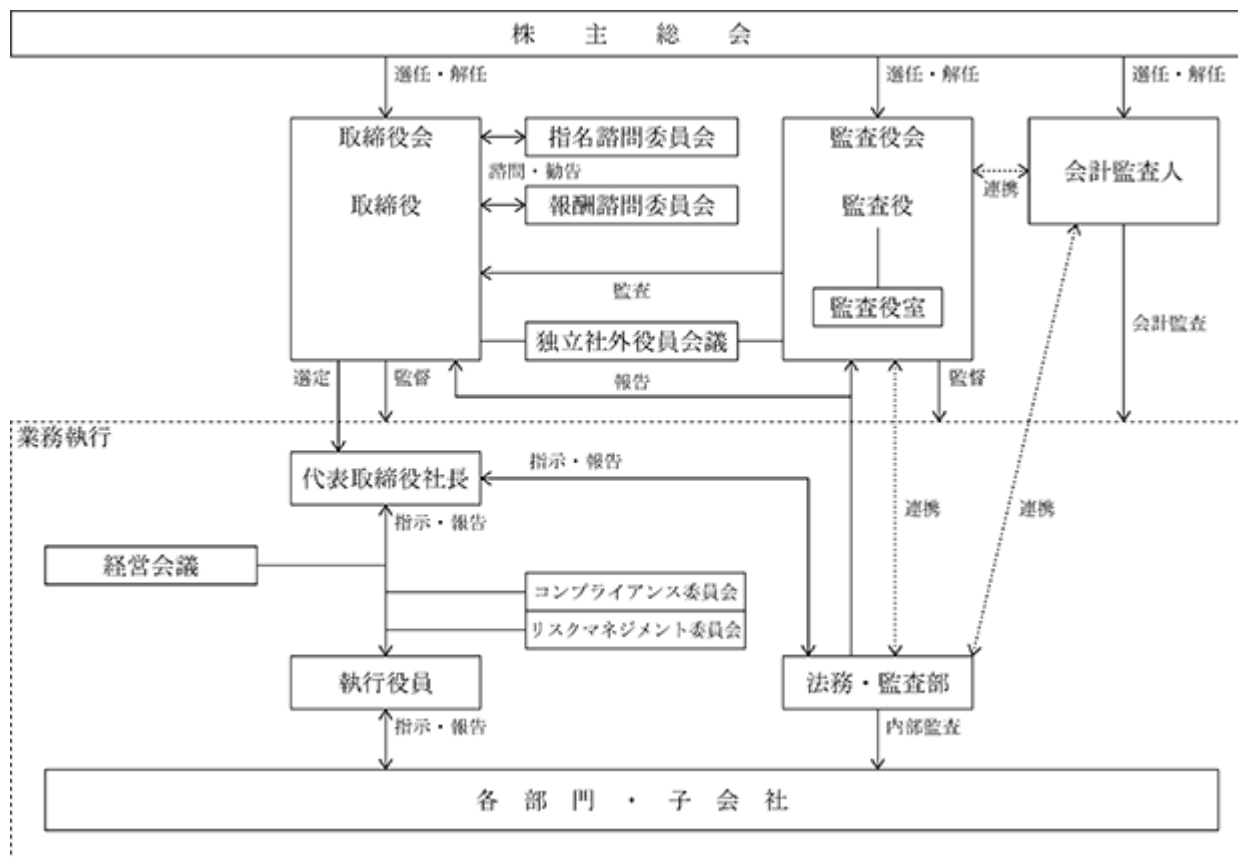 株主総会
選任・解任
選任・解任
選任・解任
取締役会
指名諮問委員会
監査役会
会計監査人
諮問・勧告
連携
取締役
報酬諮問委員会
監査役
監査
監査役室
会計監査
独立社外役員会議
選定
監督
報告
監督
業務執行
代表取締役社長
指示・報告
指示・報告
連携
連携
経営会議
コンプライアンス委員会
リスクマネジメント委員会
執行役員
法務・監査部
指示・報告
内部監査
各部門・子会社